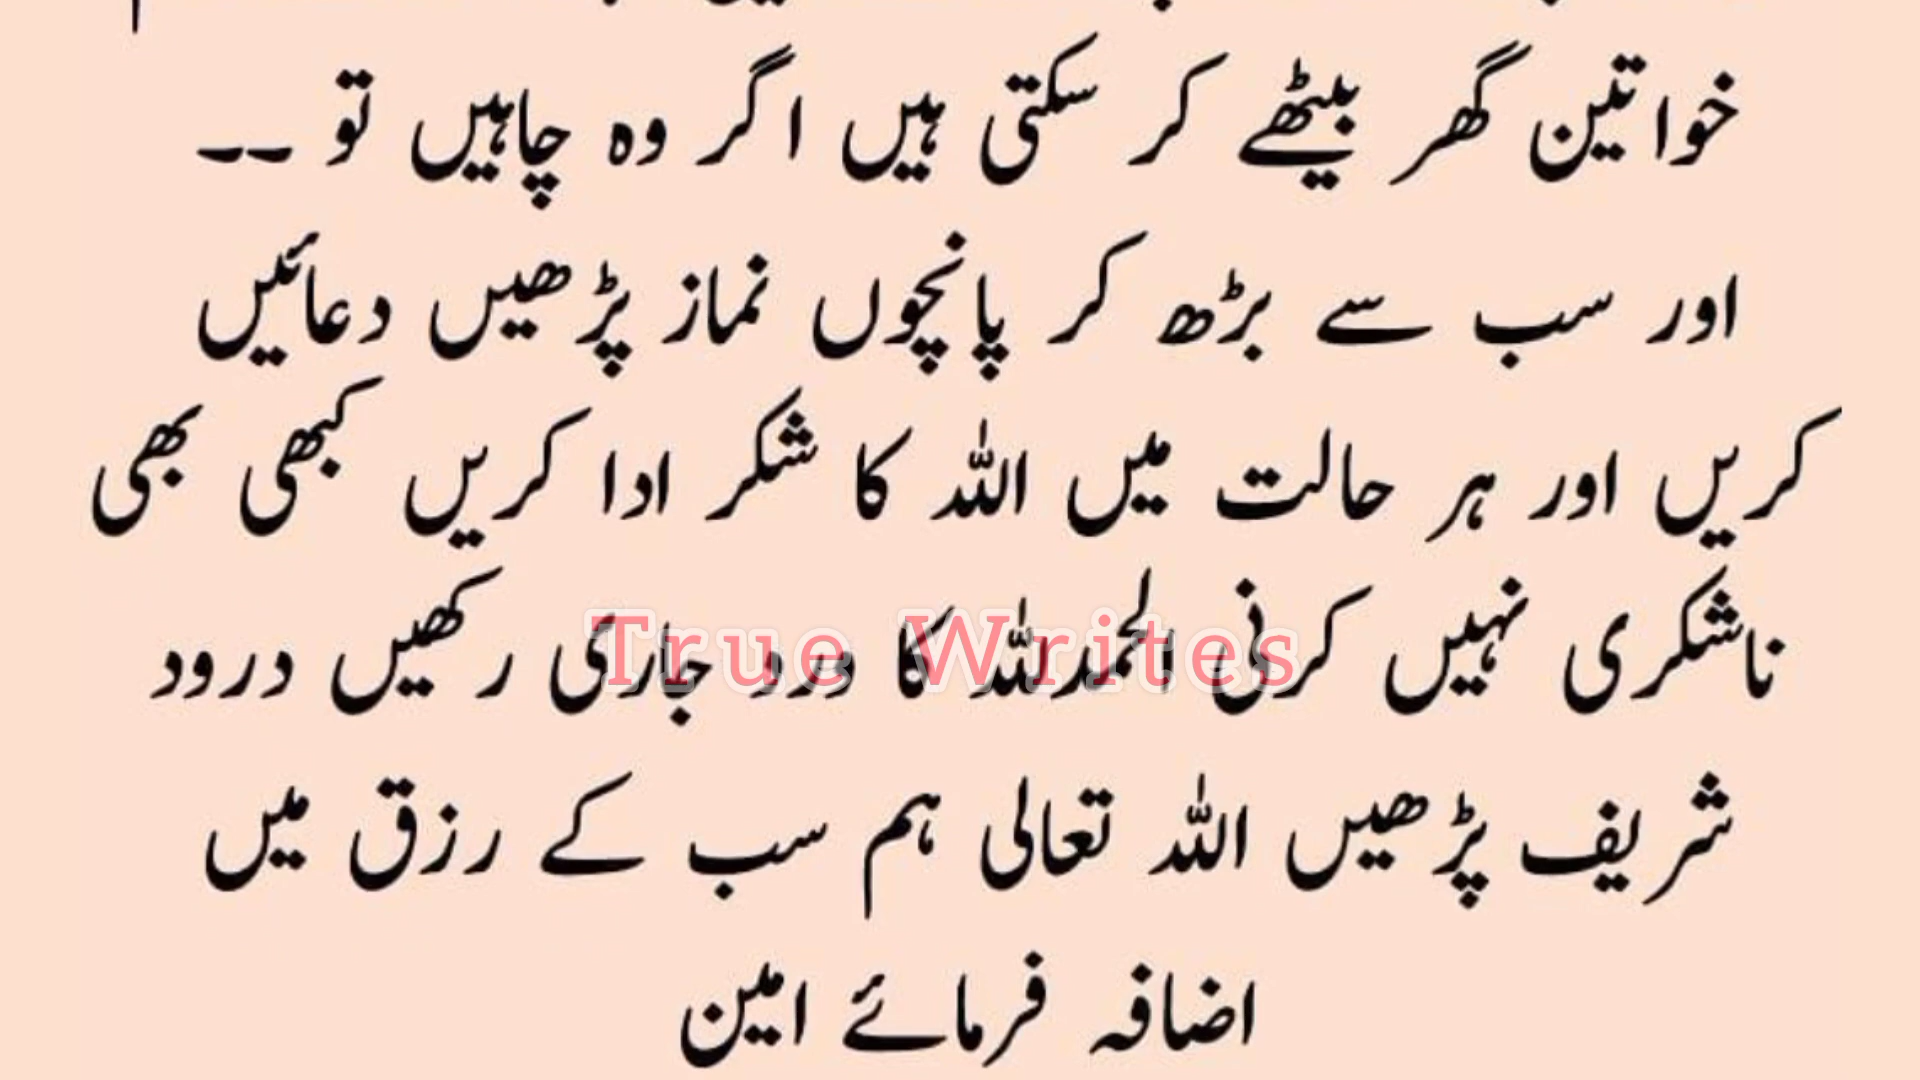 خواتین گھر بیٹھے کر سکتی ہیں اگر وہ چاہیں تو --
اور سب سے بڑھ کر پانچوں نماز پڑھیں دعائیں
کریں اور ہر حالت میں اللہ کا شکر ادا کریں کبھی بھی
ناشکری نہیں کرنی الحمدللہ کا ورد جاری رکھیں درود
True Writes
شریف پڑھیں اللہ تعالی ہم سب کے رزق میں
اضافہ فرمائے امین